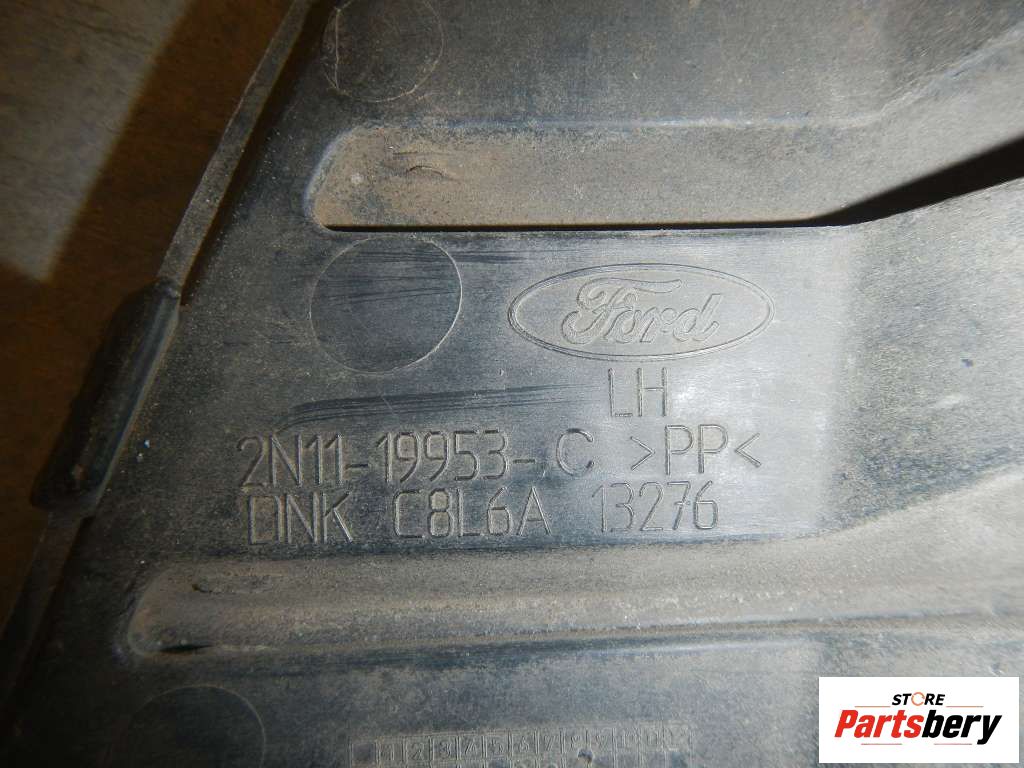 Ford
LH
2N11-19953-C >PP<
DNK C8L6A 13276
STORE
Partsbery